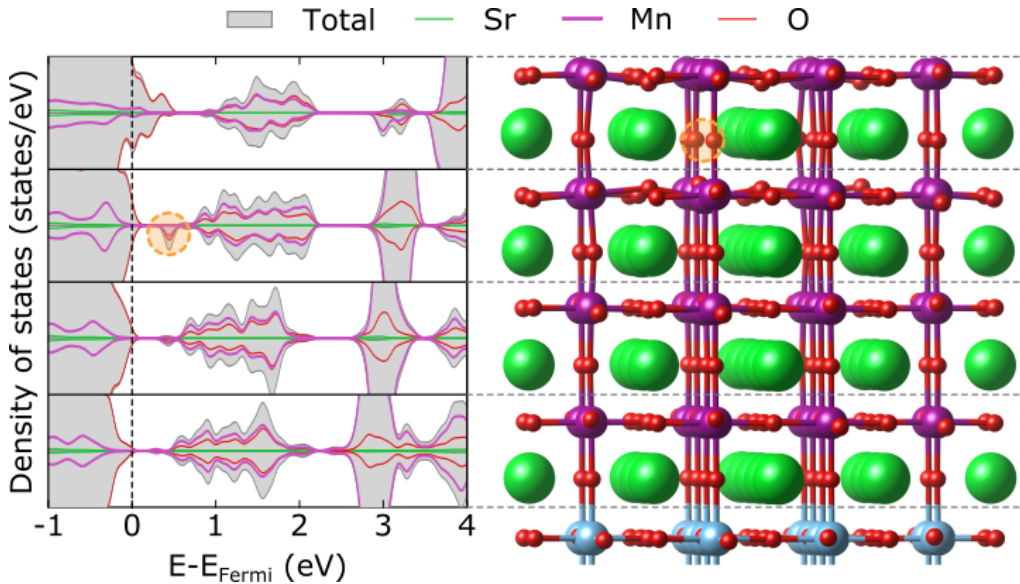 Total Sr Mn O
Density of states (states/eV)
-1 0 1 2 3 4
E-E_Fermi (eV)